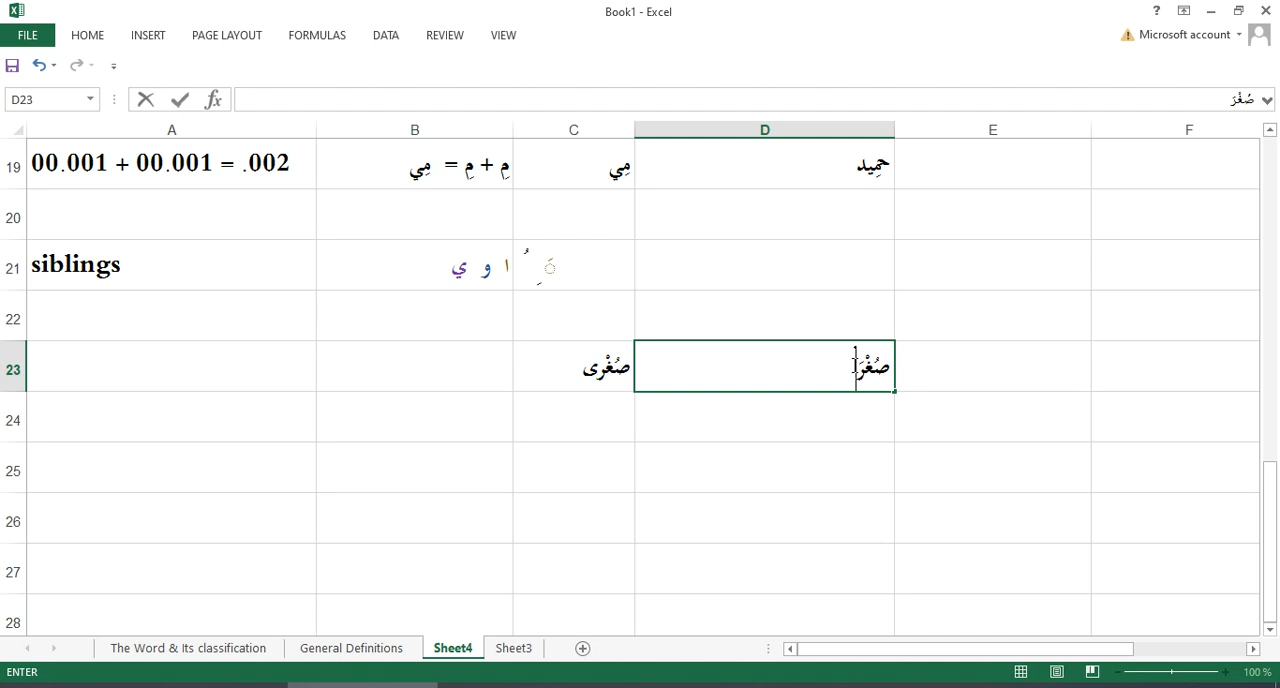 Book1 - Excel
?
FILE HOME INSERT PAGE LAYOUT FORMULAS DATA REVIEW VIEW
Microsoft account
D23
fx
صُغْرَ
A B C D E F
19 00.001 + 00.001 = .002 مِ + مِ = مِي مِي حمِيد
20
21 siblings ا و ي َ ُ ِ
22
23 صُغْرى صُغْرَ
24
25
26
27
28
The Word & Its classification General Definitions Sheet4 Sheet3
ENTER 100 %